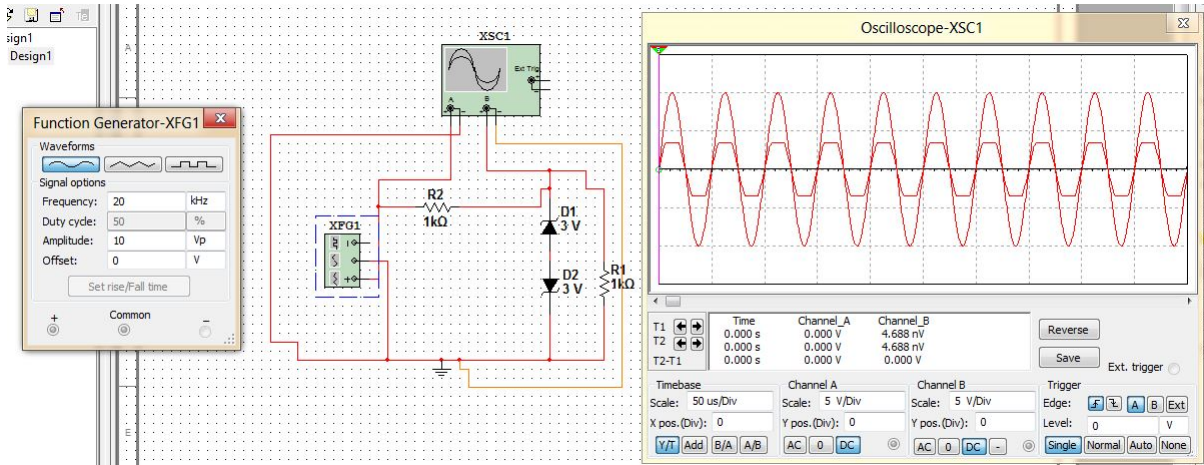 sign1
Design1
A
E
Function Generator-XFG1
Waveforms
Signal options
Frequency: 20 kHz
Duty cycle: 50 %
Amplitude: 10 Vp
Offset: 0 V
Set rise/Fall time
+ Common −
XSC1
Ext Trig
A B
R2
1kΩ
XFG1
D1
3 V
D2
3 V
R1
1kΩ
Oscilloscope-XSC1
Time Channel_A Channel_B
T1 0.000 s 0.000 V 4.688 nV
T2 0.000 s 0.000 V 4.688 nV
T2-T1 0.000 s 0.000 V 0.000 V
Reverse
Save
Ext. trigger
Timebase
Scale: 50 us/Div
X pos.(Div): 0
Y/T Add B/A A/B
Channel A
Scale: 5 V/Div
Y pos.(Div): 0
AC 0 DC
Channel B
Scale: 5 V/Div
Y pos.(Div): 0
AC 0 DC -
Trigger
Edge: A B Ext
Level: 0 V
Single Normal Auto None